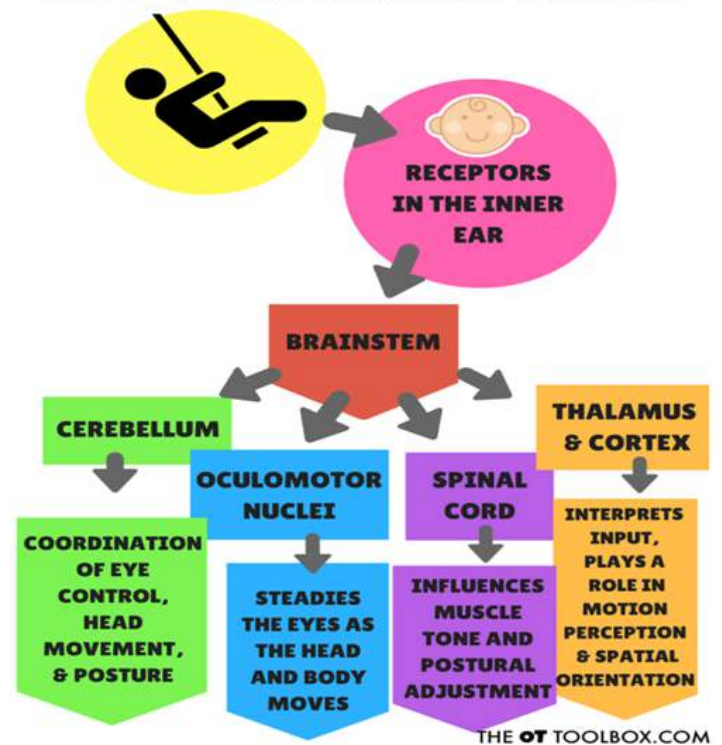 RECEPTORS
IN THE INNER
EAR
BRAINSTEM
CEREBELLUM
OCULOMOTOR
NUCLEI
SPINAL
CORD
THALAMUS
& CORTEX
COORDINATION
OF EYE
CONTROL,
HEAD
MOVEMENT,
& POSTURE
STEADIES
THE EYES AS
THE HEAD
AND BODY
MOVES
INFLUENCES
MUSCLE
TONE AND
POSTURAL
ADJUSTMENT
INTERPRETS
INPUT,
PLAYS A
ROLE IN
MOTION
PERCEPTION
& SPATIAL
ORIENTATION
THE OT TOOLBOX.COM